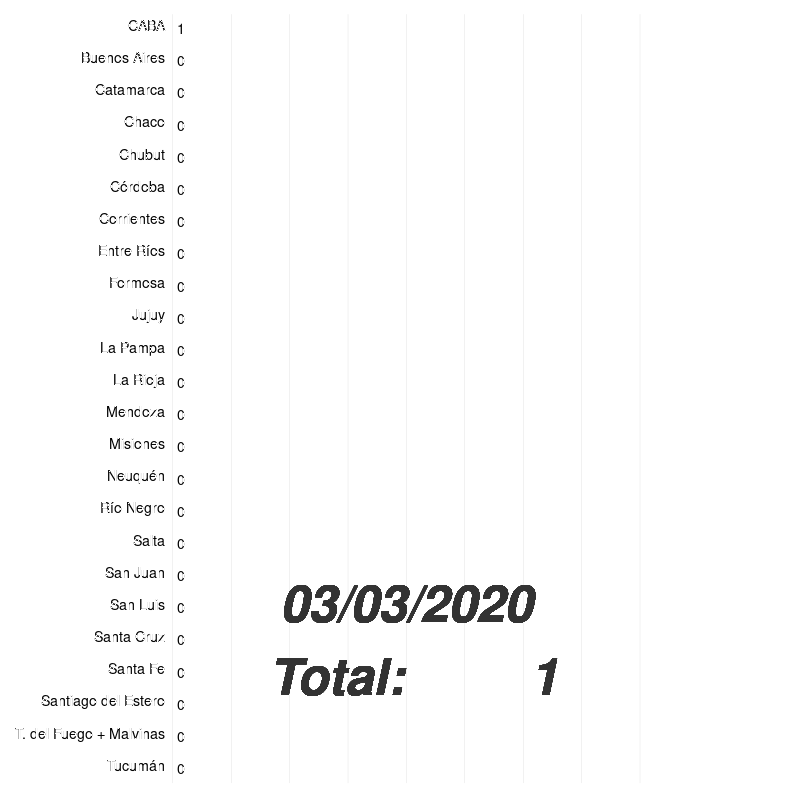 CABA 1
Buenos Aires 0
Catamarca 0
Chaco 0
Chubut 0
Córdoba 0
Corrientes 0
Entre Ríos 0
Formosa 0
Jujuy 0
La Pampa 0
La Rioja 0
Mendoza 0
Misiones 0
Neuquén 0
Río Negro 0
Salta 0
San Juan 0
San Luis 0
Santa Cruz 0
Santa Fe 0
Santiago del Estero 0
T. del Fuego + Malvinas 0
Tucumán 0
03/03/2020
Total: 1